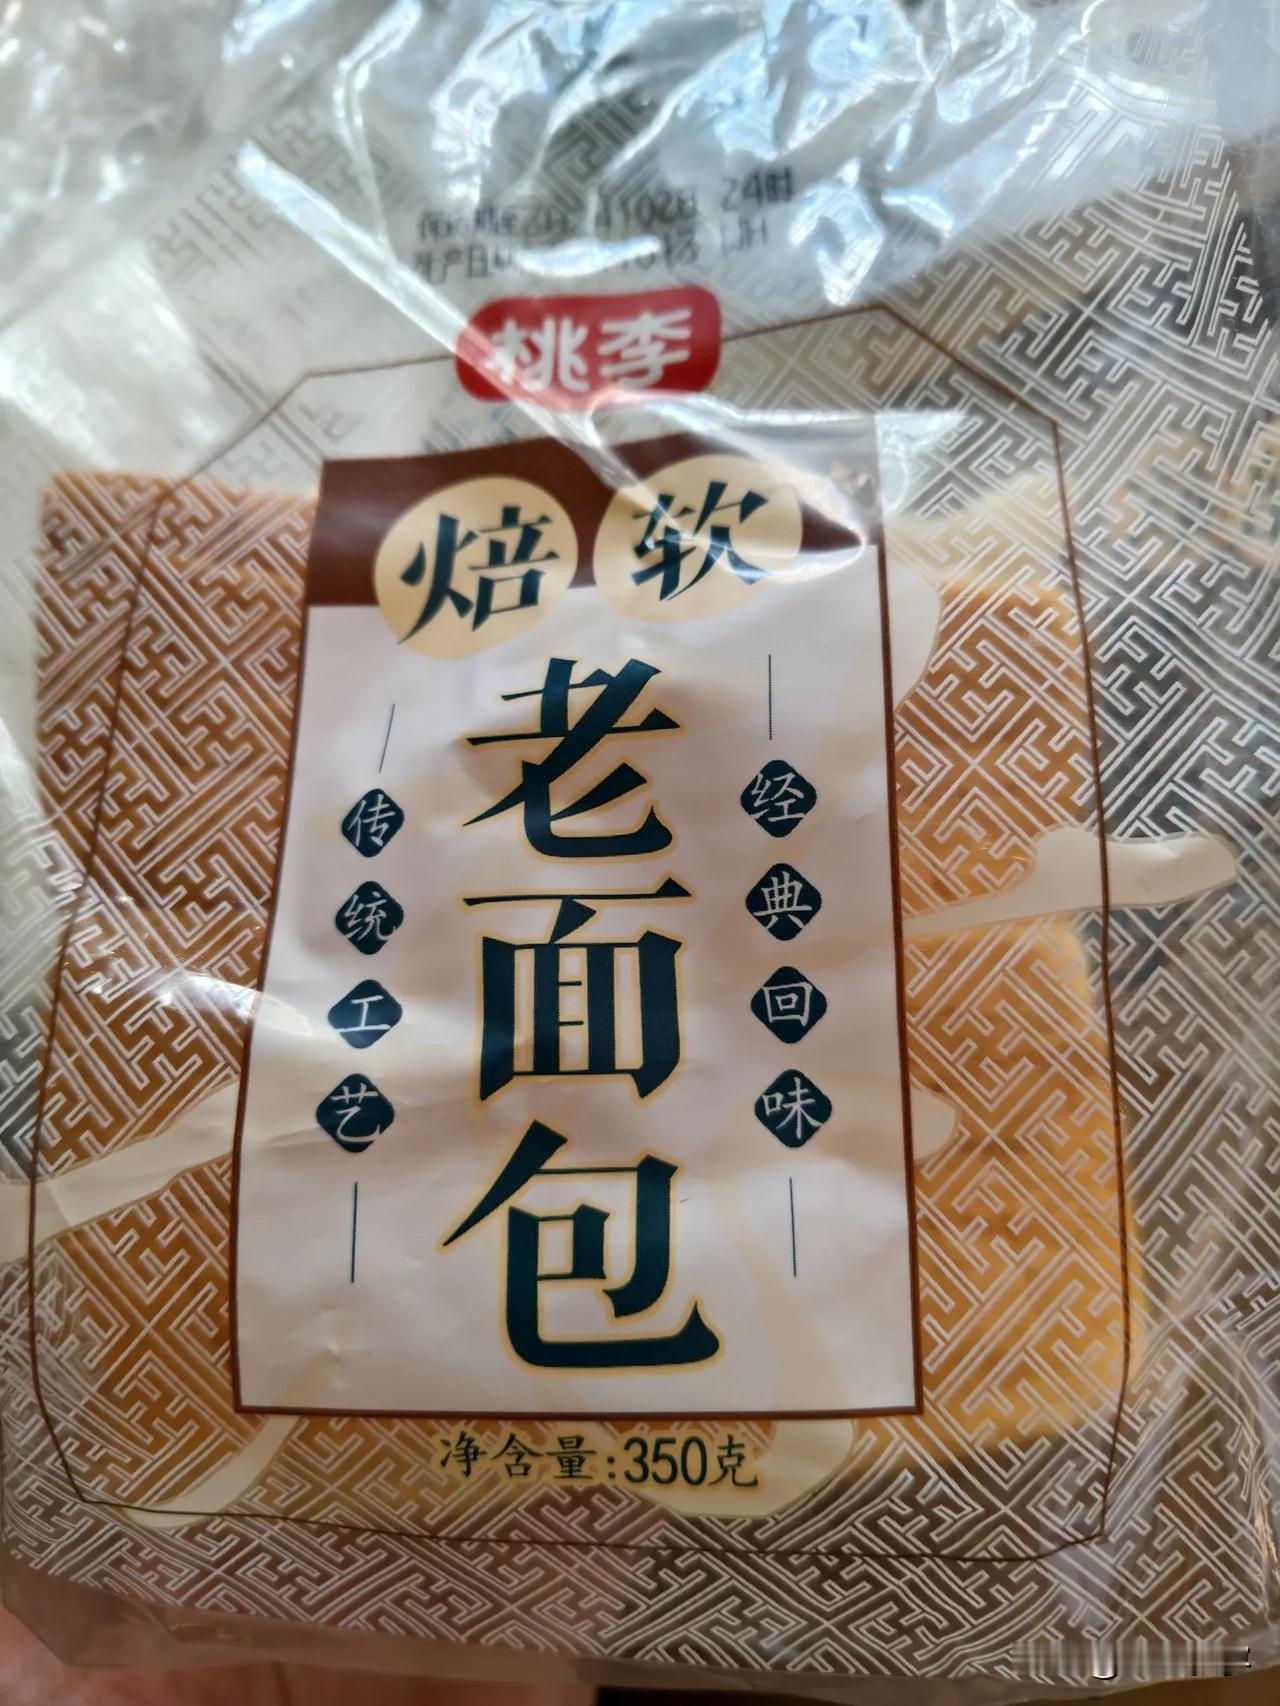 桃李
焙软
老面包
传统工艺
经典回味
净含量:350克